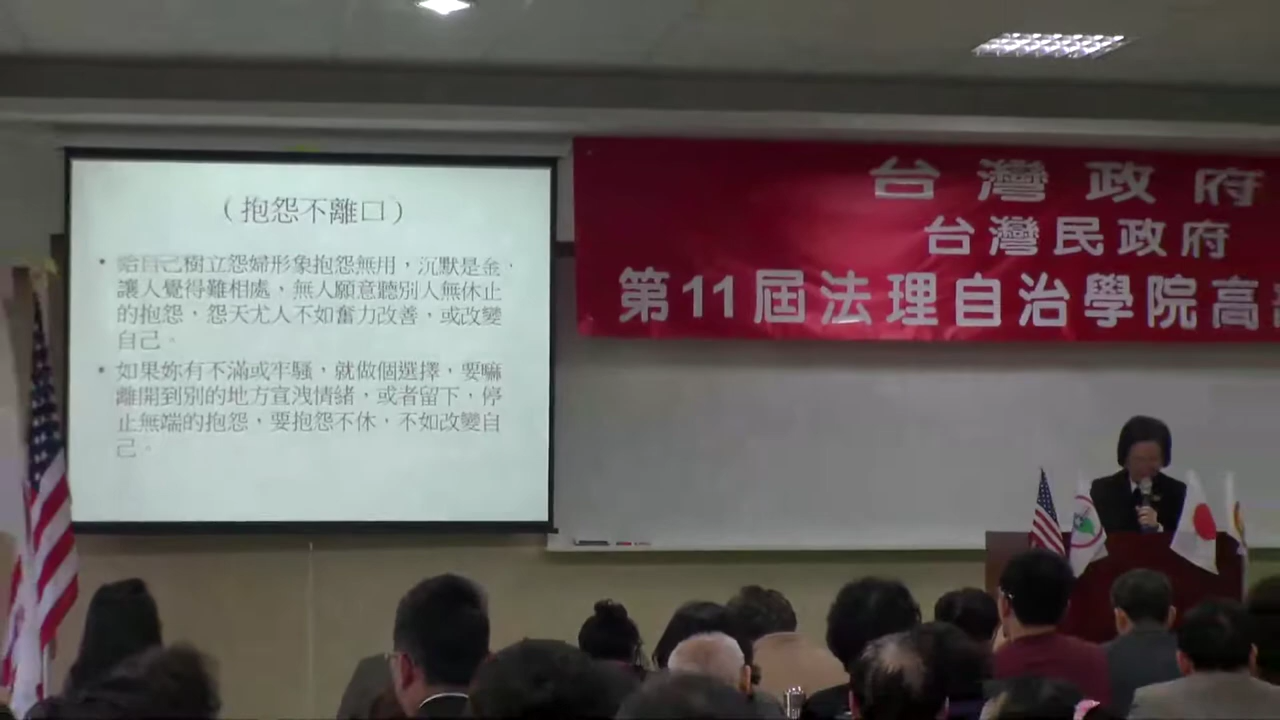 (抱怨不離口)
• 給自己樹立怨婦形象抱怨無用，沉默是金，
讓人覺得難相處，無人願意聽別人無休止
的抱怨，怨天尤人不如奮力改善，或改變
自己。
• 如果妳有不滿或牢騷，就做個選擇，要嘛
離開到別的地方宣洩情緒，或者留下，停
止無端的抱怨，要抱怨不休，不如改變自
己。
台灣政府
台灣民政府
第11屆法理自治學院高